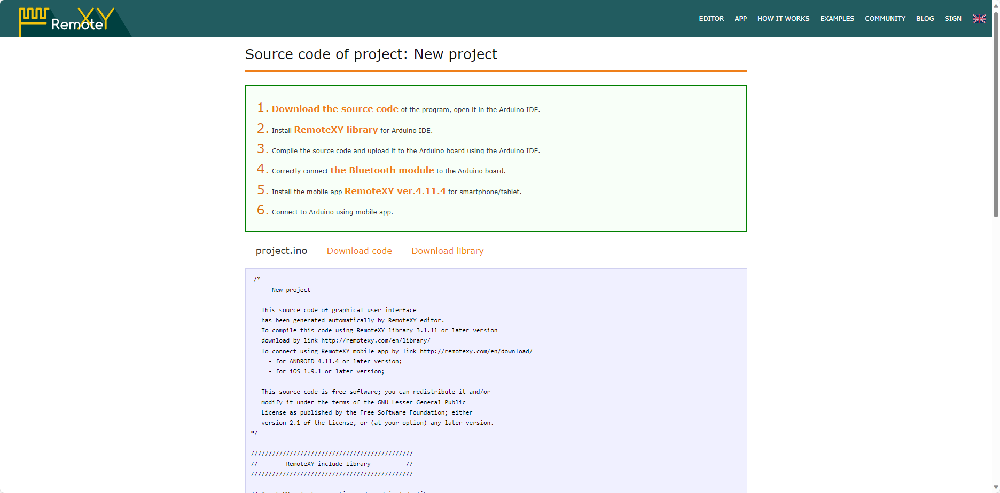 RemoteXY
EDITOR APP HOW IT WORKS EXAMPLES COMMUNITY BLOG SIGN
Source code of project: New project
1. Download the source code of the program, open it in the Arduino IDE.
2. Install RemoteXY library for Arduino IDE.
3. Compile the source code and upload it to the Arduino board using the Arduino IDE.
4. Correctly connect the Bluetooth module to the Arduino board.
5. Install the mobile app RemoteXY ver.4.11.4 for smartphone/tablet.
6. Connect to Arduino using mobile app.
project.ino Download code Download library
/*
-- New project --
This source code of graphical user interface
has been generated automatically by RemoteXY editor.
To compile this code using RemoteXY library 3.1.11 or later version
download by link http://remotexy.com/en/library/
To connect using RemoteXY mobile app by link http://remotexy.com/en/download/
- for ANDROID 4.11.4 or later version;
- for iOS 1.9.1 or later version;
This source code is free software; you can redistribute it and/or
modify it under the terms of the GNU Lesser General Public
License as published by the Free Software Foundation; either
version 2.1 of the License, or (at your option) any later version.
*/
//////////////////////////////////////////////
// RemoteXY include library //
//////////////////////////////////////////////